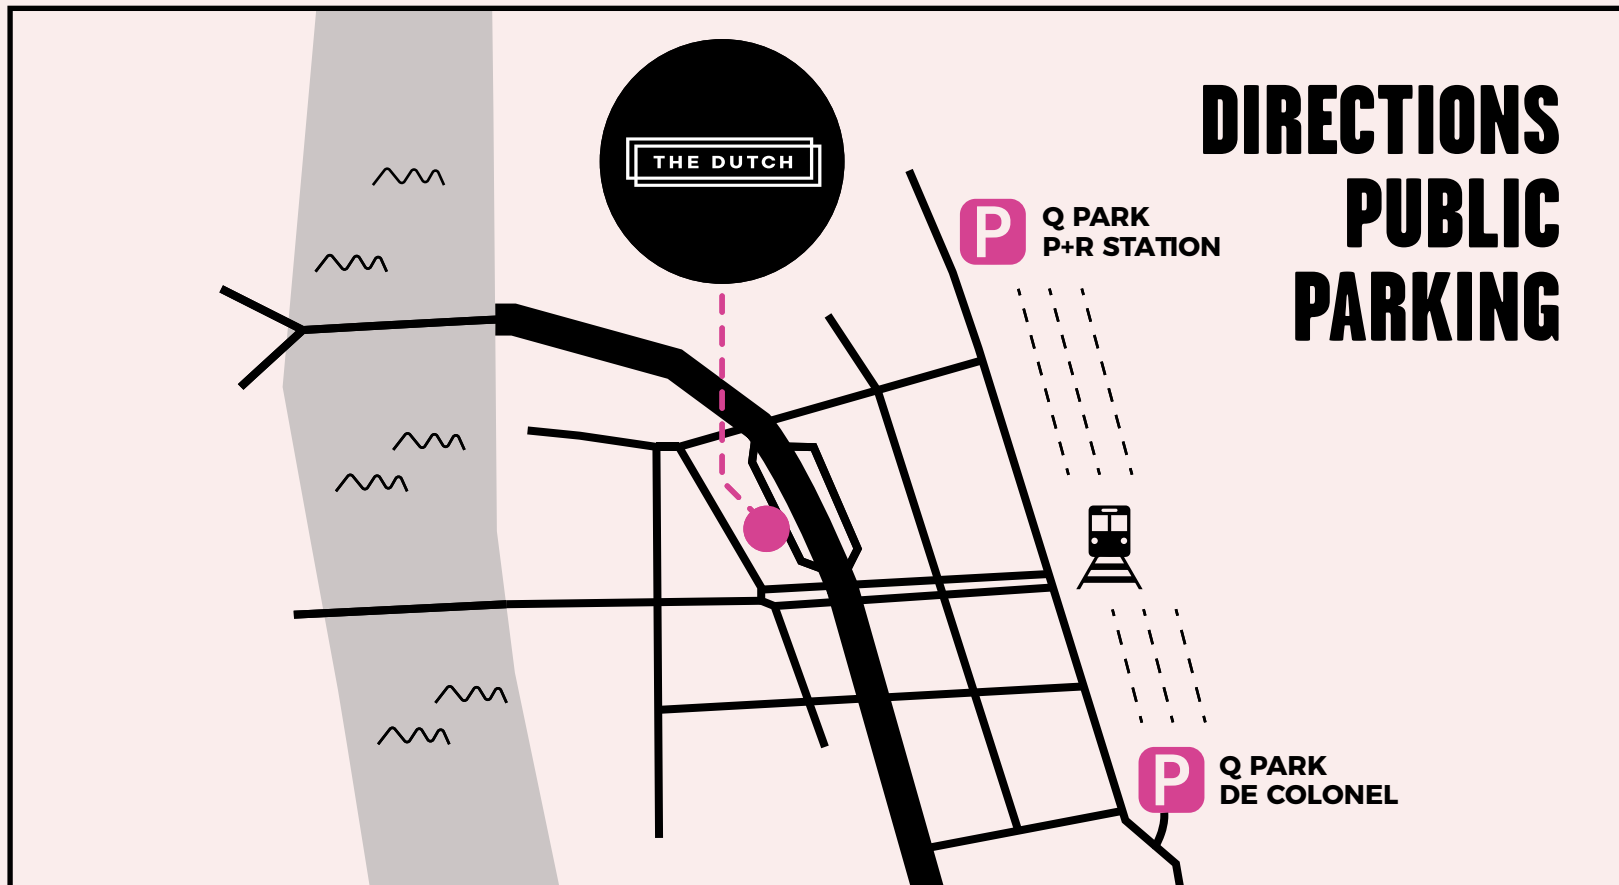 THE DUTCH
DIRECTIONS
PUBLIC
PARKING
P
Q PARK
P+R STATION
P
Q PARK
DE COLONEL